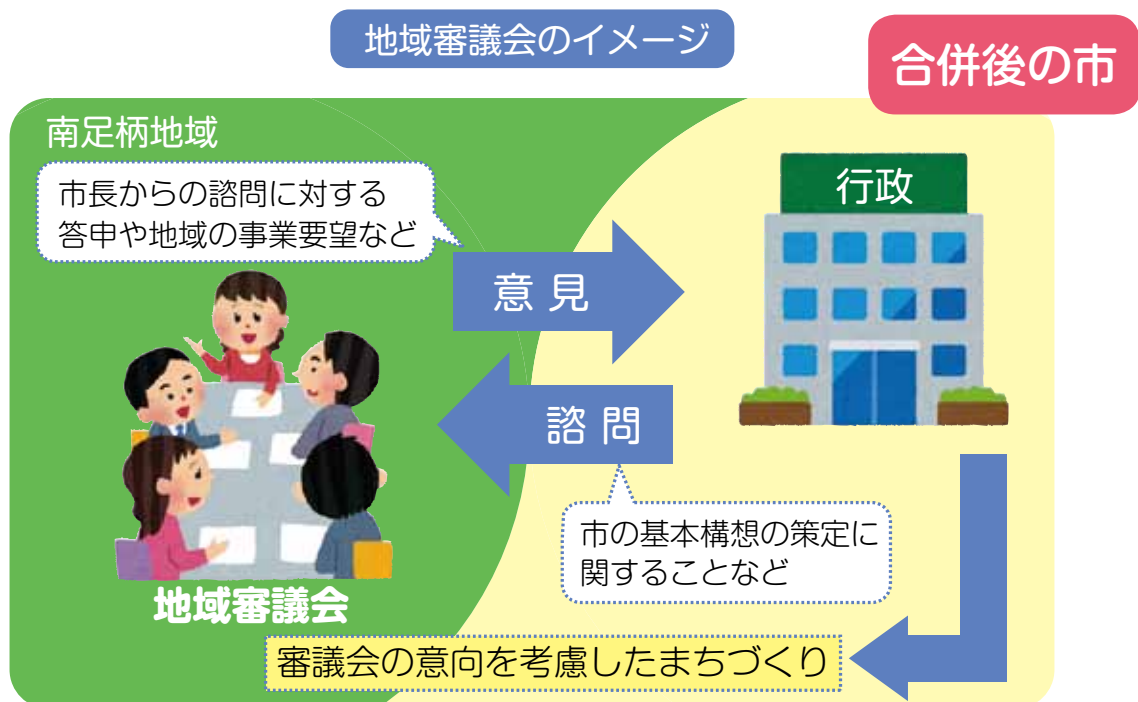 地域審議会のイメージ
合併後の市
南足柄地域
市長からの諮問に対する
答申や地域の事業要望など
行政
意見
諮問
市の基本構想の策定に
関することなど
地域審議会
審議会の意向を考慮したまちづくり